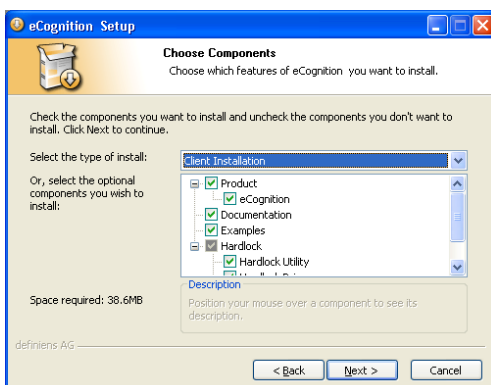 eCognition Setup
Choose Components
Choose which features of eCognition you want to install.
Check the components you want to install and uncheck the components you don't want to
install. Click Next to continue.
Select the type of install:
Client Installation
Or, select the optional
components you wish to
install:
Product
eCognition
Documentation
Examples
Hardlock
Hardlock Utility
Space required: 38.6MB
Description
Position your mouse over a component to see its
description.
definiens AG
< Back
Next >
Cancel